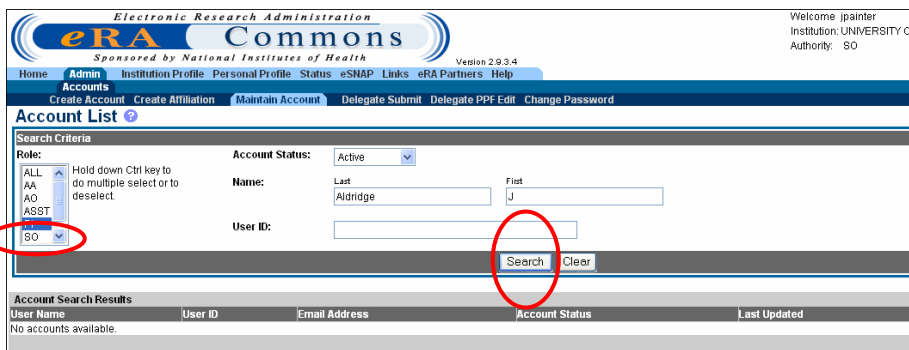 Electronic Research Administration
eRA Commons
Sponsored by National Institutes of Health
Version 2.9.3.4
Welcome jpainter
Institution: UNIVERSITY O
Authority: SO
Home Admin Institution Profile Personal Profile Status eSNAP Links eRA Partners Help
Accounts
Create Account Create Affiliation Maintain Account Delegate Submit Delegate PPF Edit Change Password
Account List ?
Search Criteria
Role:
ALL
AA
AO
ASST
PI
SO
Hold down Ctrl key to
do multiple select or to
deselect.
Account Status: Active
Name:
Last First
Aldridge J
User ID:
Search Clear
Account Search Results
User Name User ID Email Address Account Status Last Updated
No accounts available.